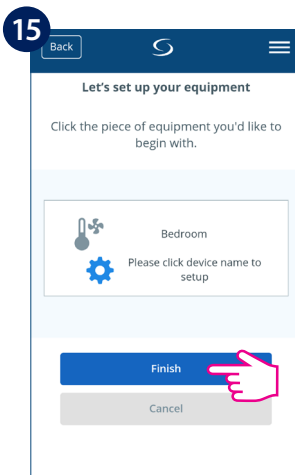 15
Back
Let's set up your equipment
Click the piece of equipment you'd like to
begin with.
Bedroom
Please click device name to
setup
Finish
Cancel